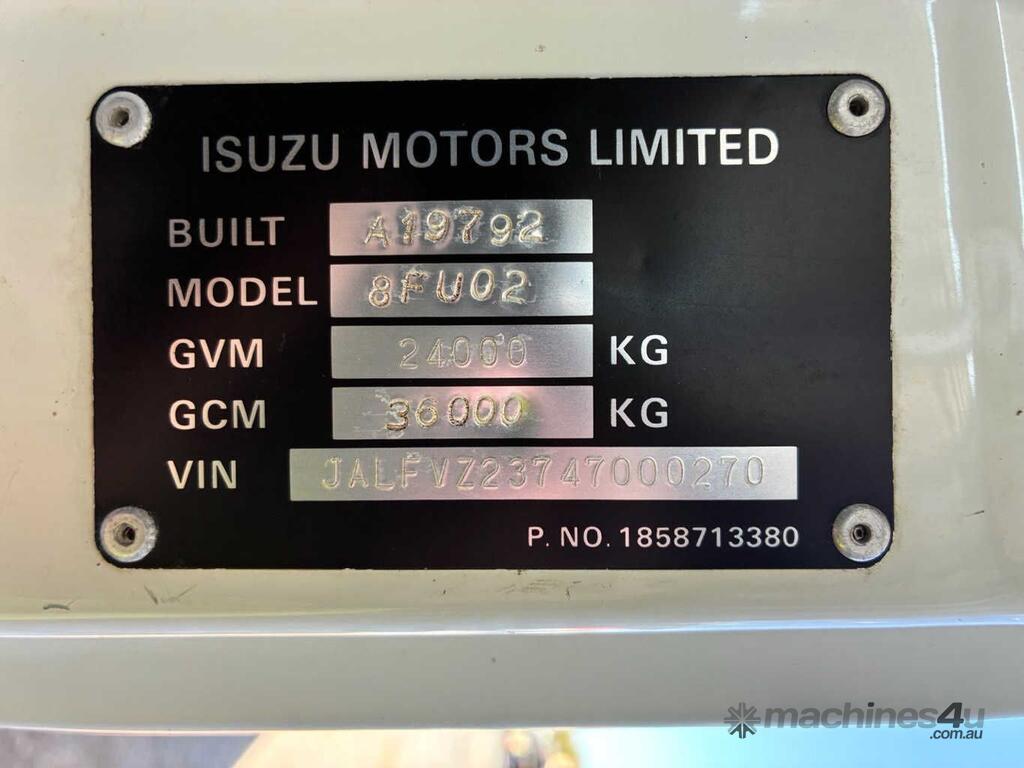 ISUZU MOTORS LIMITED
BUILT A19792
MODEL 8FU02
GVM 24000 KG
GCM 36000 KG
VIN JALFVZ23747000270
P. NO. 1858713380
machines4u
.com.au